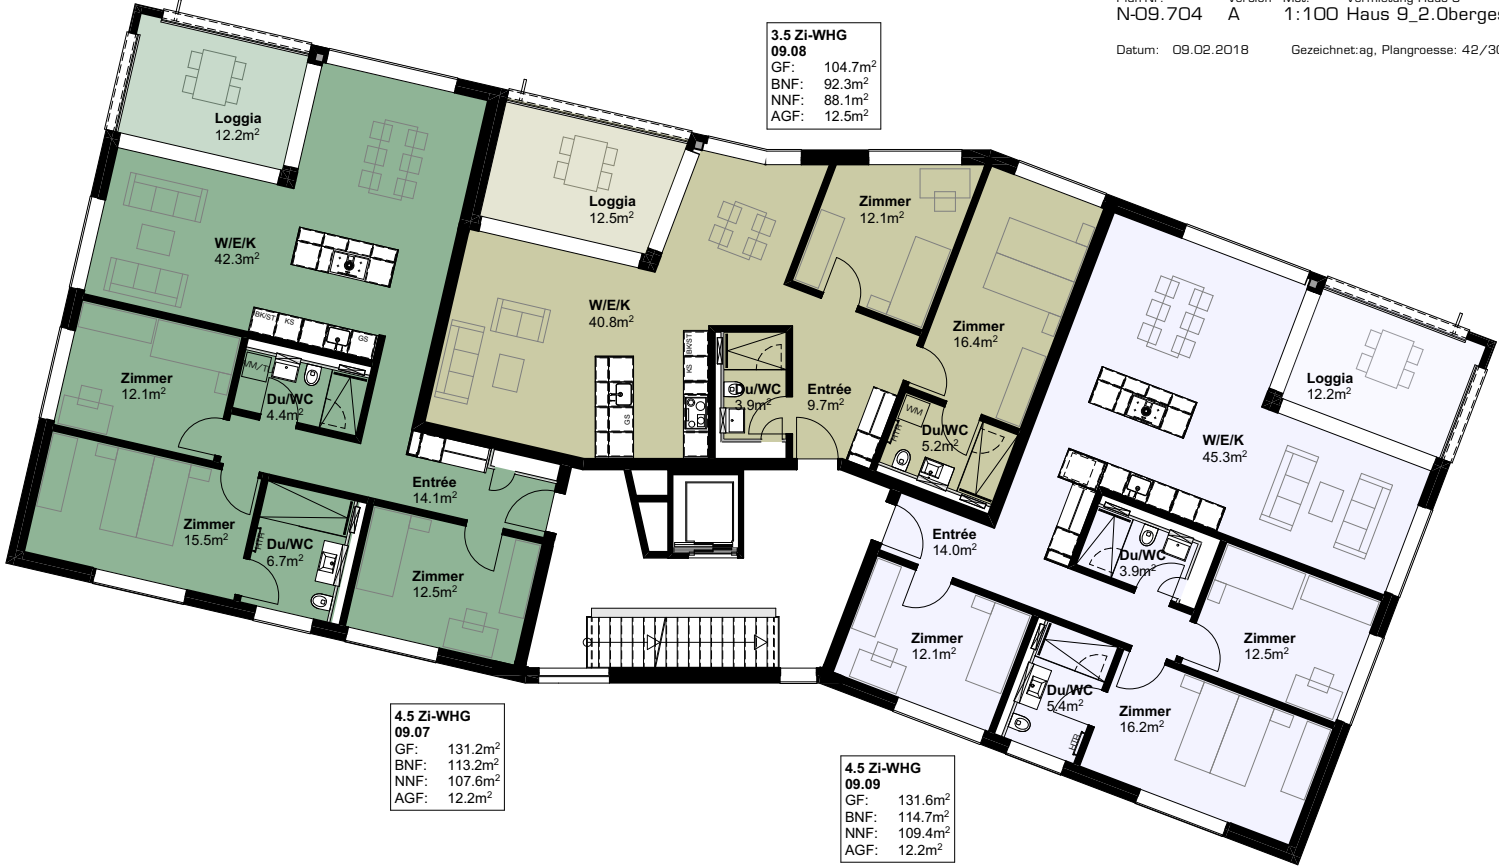 N-09.704 A 1:100 Haus 9_2.Oberges
Datum: 09.02.2018 Gezeichnet:ag, Plangroesse: 42/30
3.5 Zi-WHG
09.08
GF: 104.7m²
BNF: 92.3m²
NNF: 88.1m²
AGF: 12.5m²
Loggia
12.2m²
W/E/K
42.3m²
BK/ST KS GS
Zimmer
12.1m²
WM/TU
Du/WC
4.4m²
Entrée
14.1m²
Zimmer
15.5m²
HTR
Du/WC
6.7m²
Zimmer
12.5m²
Loggia
12.5m²
W/E/K
40.8m²
BK/ST
KS
GS
Zimmer
12.1m²
Zimmer
16.4m²
Du/WC
3.9m²
Entrée
9.7m²
WM
HTR
Du/WC
5.2m²
Loggia
12.2m²
W/E/K
45.3m²
Entrée
14.0m²
Du/WC
3.9m²
Zimmer
12.1m²
Zimmer
12.5m²
Du/WC
5.4m²
HTR
Zimmer
16.2m²
4.5 Zi-WHG
09.07
GF: 131.2m²
BNF: 113.2m²
NNF: 107.6m²
AGF: 12.2m²
4.5 Zi-WHG
09.09
GF: 131.6m²
BNF: 114.7m²
NNF: 109.4m²
AGF: 12.2m²